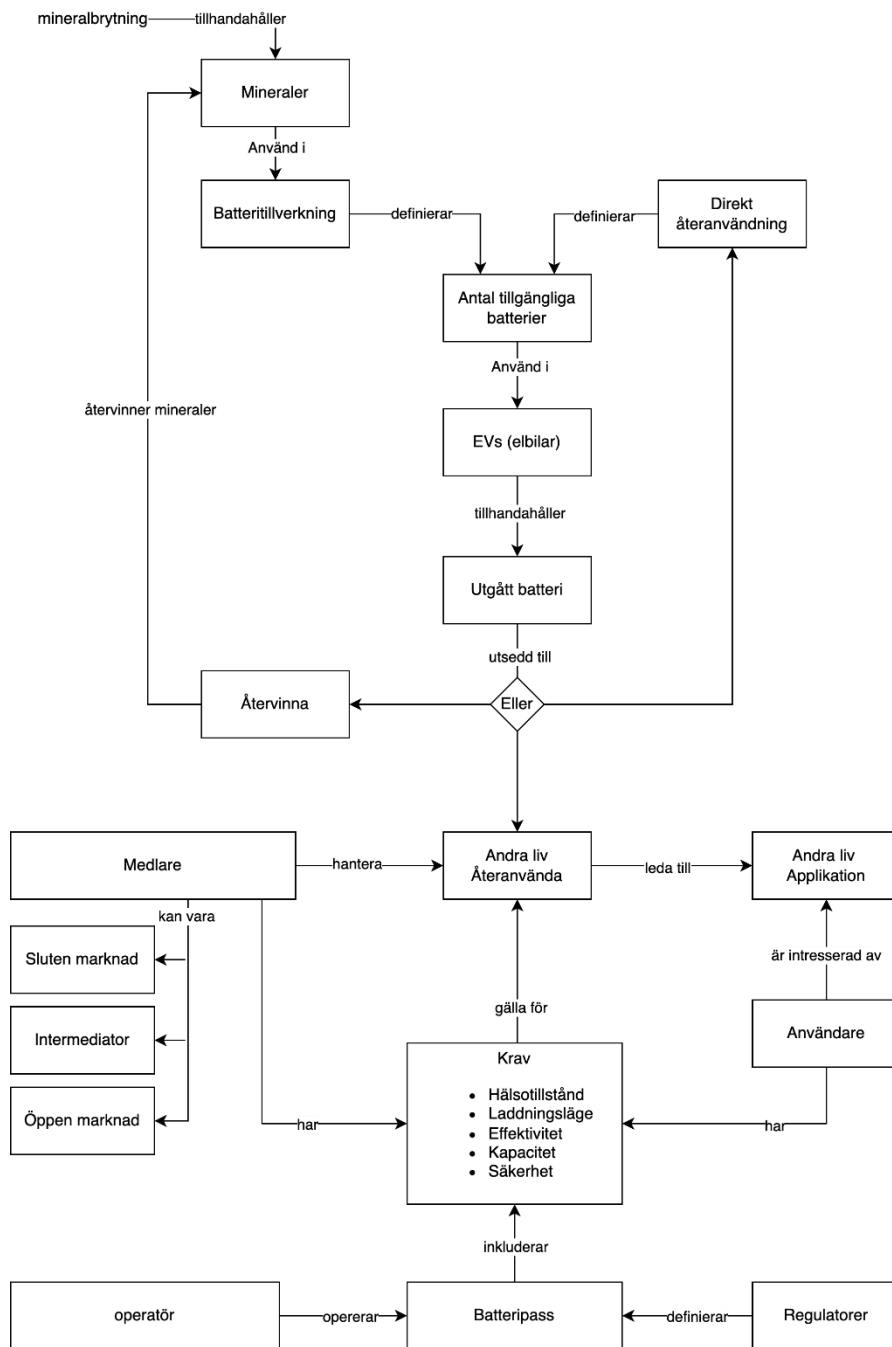 mineralbrytning
tillhandahåller
Mineraler
Använd i
Batteritillverkning
definierar
definierar
Direkt
återanvändning
Antal tillgängliga
batterier
Använd i
återvinner mineraler
EVs (elbilar)
tillhandahåller
Utgått batteri
utsedd till
Återvinna
Eller
Medlare
hantera
Andra liv
Återanvända
leda till
Andra liv
Applikation
kan vara
Sluten marknad
är intresserad av
Intermediator
gälla för
Användare
Krav
Öppen marknad
• Hälsotillstånd
• Laddningsläge
• Effektivitet
• Kapacitet
• Säkerhet
har
har
inkluderar
operatör
opererar
Batteripass
definierar
Regulatorer